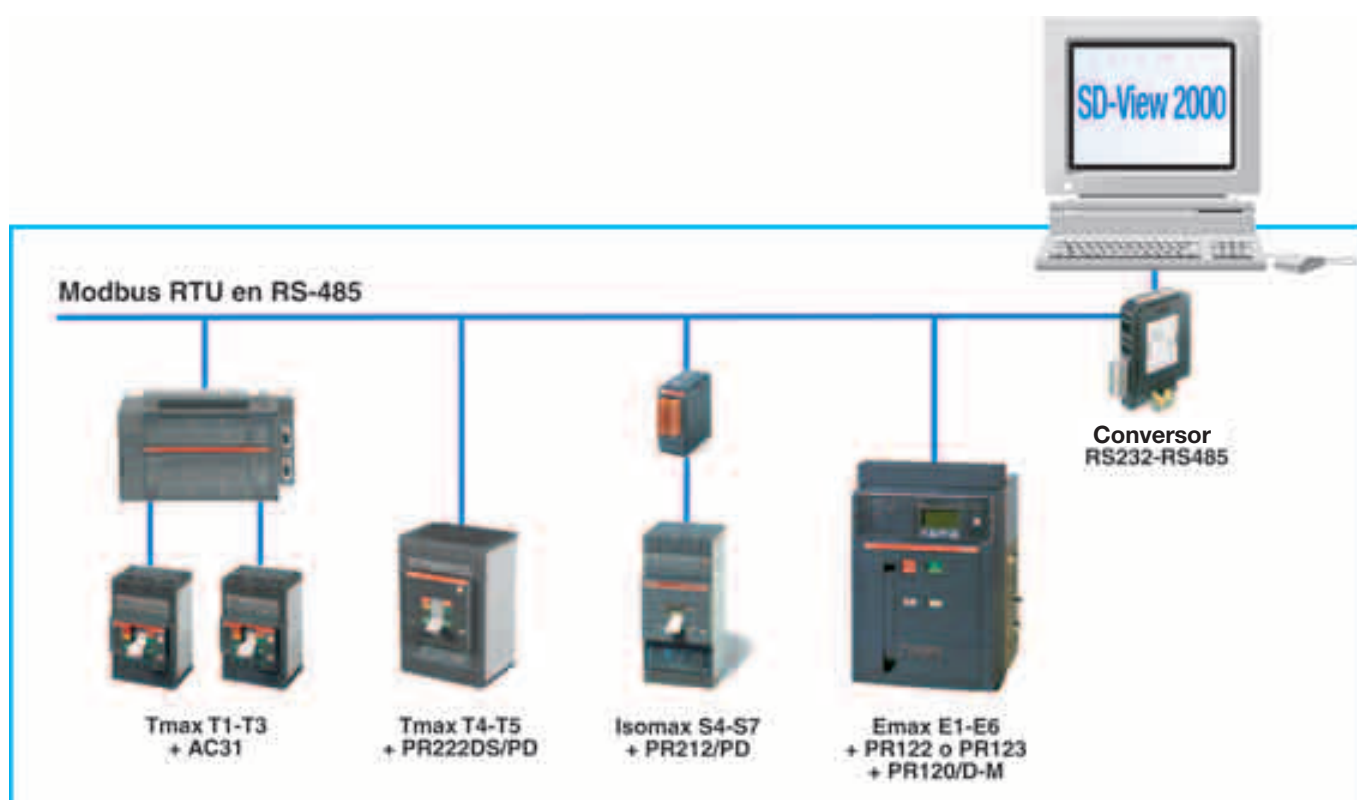 SD-View 2000
Modbus RTU en RS-485
Conversor
RS232-RS485
Tmax T1-T3
+ AC31
Tmax T4-T5
+ PR222DS/PD
Isomax S4-S7
+ PR212/PD
Emax E1-E6
+ PR122 o PR123
+ PR120/D-M